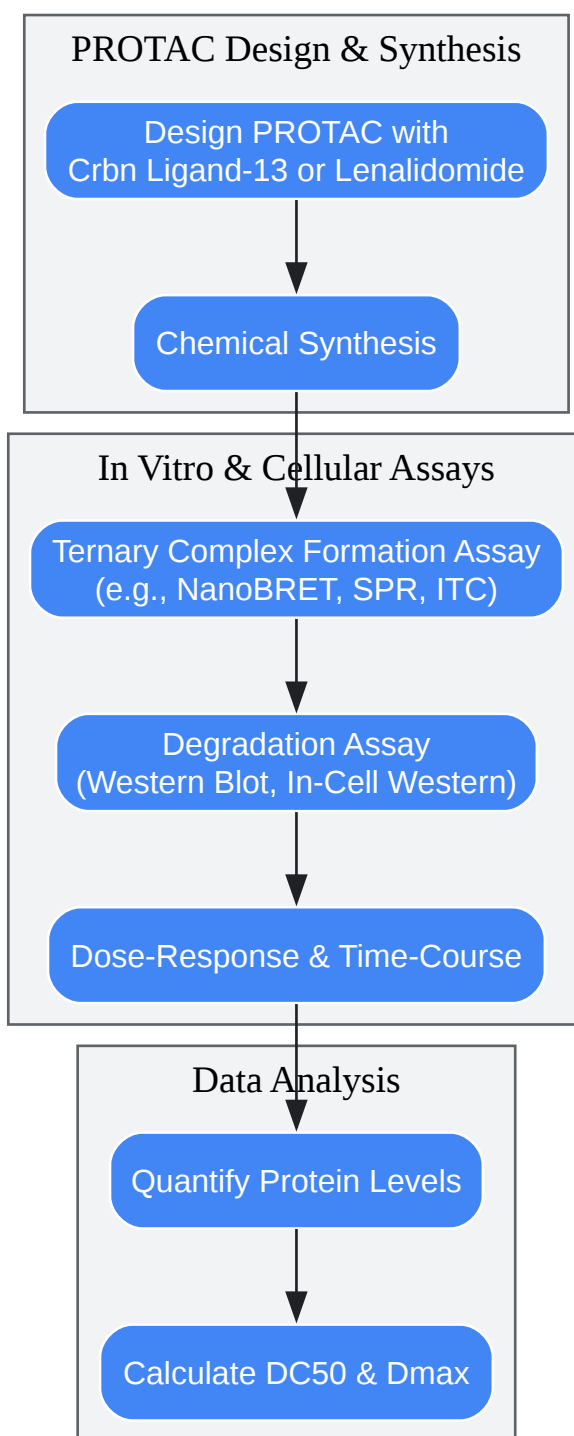 PROTAC Design & Synthesis
Design PROTAC with
Crbn Ligand-13 or Lenalidomide
Chemical Synthesis
In Vitro & Cellular Assays
Ternary Complex Formation Assay
(e.g., NanoBRET, SPR, ITC)
Degradation Assay
(Western Blot, In-Cell Western)
Dose-Response & Time-Course
Data Analysis
Quantify Protein Levels
Calculate DC50 & Dmax